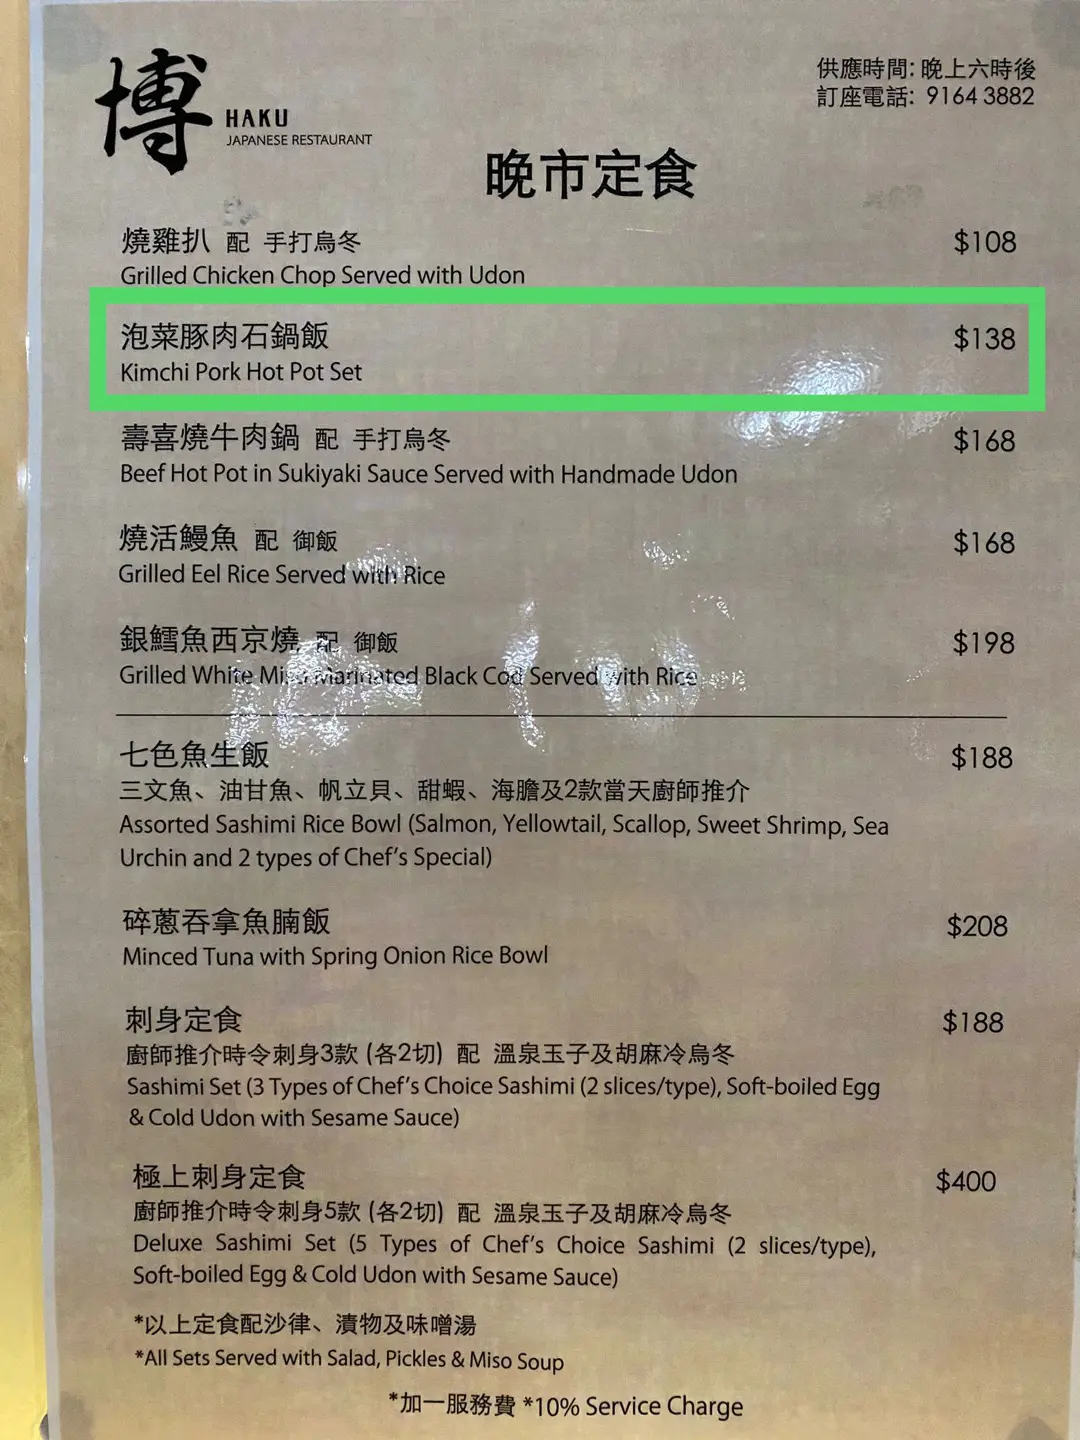 博
HAKU
JAPANESE RESTAURANT
供應時間: 晚上六時後
訂座電話: 9164 3882
晚市定食
燒雞扒 配 手打烏冬 $108
Grilled Chicken Chop Served with Udon
泡菜豚肉石鍋飯 $138
Kimchi Pork Hot Pot Set
壽喜燒牛肉鍋 配 手打烏冬 $168
Beef Hot Pot in Sukiyaki Sauce Served with Handmade Udon
燒活鰻魚 配 御飯 $168
Grilled Eel Rice Served with Rice
銀鱈魚西京燒 配 御飯 $198
Grilled White Miso Marinated Black Cod Served with Rice
七色魚生飯 $188
三文魚、油甘魚、帆立貝、甜蝦、海膽及2款當天廚師推介
Assorted Sashimi Rice Bowl (Salmon, Yellowtail, Scallop, Sweet Shrimp, Sea
Urchin and 2 types of Chef's Special)
碎蔥吞拿魚腩飯 $208
Minced Tuna with Spring Onion Rice Bowl
刺身定食 $188
廚師推介時令刺身3款 (各2切) 配 溫泉玉子及胡麻冷烏冬
Sashimi Set (3 Types of Chef's Choice Sashimi (2 slices/type), Soft-boiled Egg
& Cold Udon with Sesame Sauce)
極上刺身定食 $400
廚師推介時令刺身5款 (各2切) 配 溫泉玉子及胡麻冷烏冬
Deluxe Sashimi Set (5 Types of Chef's Choice Sashimi (2 slices/type),
Soft-boiled Egg & Cold Udon with Sesame Sauce)
*以上定食配沙律、漬物及味噌湯
*All Sets Served with Salad, Pickles & Miso Soup
*加一服務費 *10% Service Charge